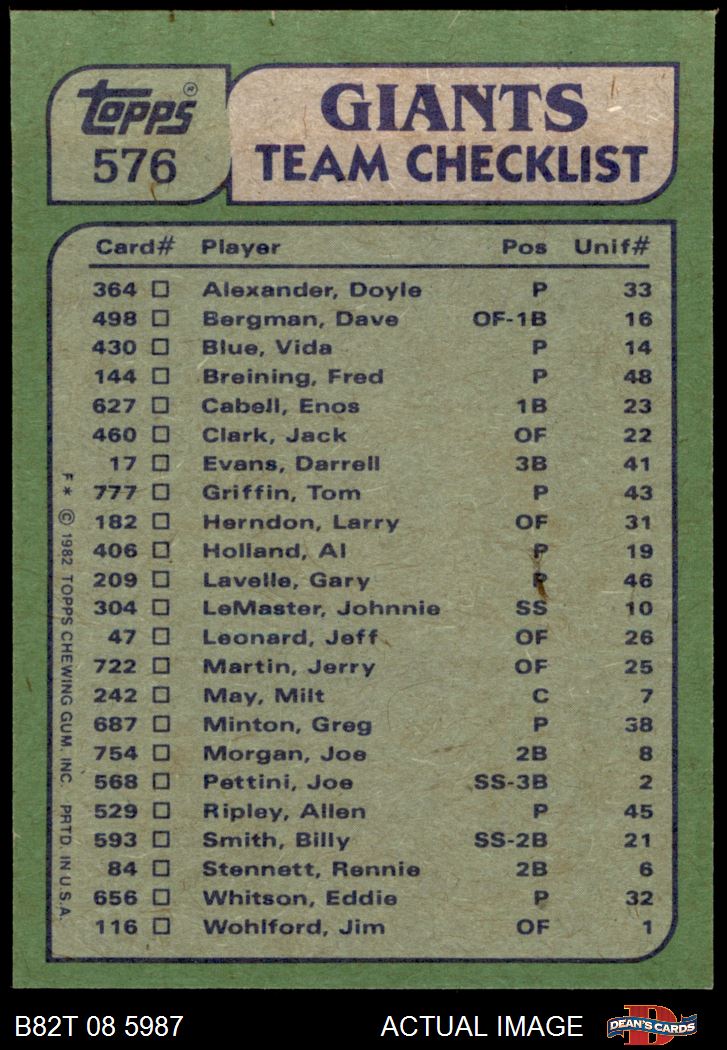 topps®
576
GIANTS
TEAM CHECKLIST
Card# Player Pos Unif#
364 □ Alexander, Doyle P 33
498 □ Bergman, Dave OF-1B 16
430 □ Blue, Vida P 14
144 □ Breining, Fred P 48
627 □ Cabell, Enos 1B 23
460 □ Clark, Jack OF 22
17 □ Evans, Darrell 3B 41
777 □ Griffin, Tom P 43
182 □ Herndon, Larry OF 31
406 □ Holland, Al P 19
209 □ Lavelle, Gary P 46
304 □ LeMaster, Johnnie SS 10
47 □ Leonard, Jeff OF 26
722 □ Martin, Jerry OF 25
242 □ May, Milt C 7
687 □ Minton, Greg P 38
754 □ Morgan, Joe 2B 8
568 □ Pettini, Joe SS-3B 2
529 □ Ripley, Allen P 45
593 □ Smith, Billy SS-2B 21
84 □ Stennett, Rennie 2B 6
656 □ Whitson, Eddie P 32
116 □ Wohlford, Jim OF 1
F* © 1982 TOPPS CHEWING GUM, INC. PRTD. IN U.S.A.
B82T 08 5987 ACTUAL IMAGE
D
DEAN'S CARDS